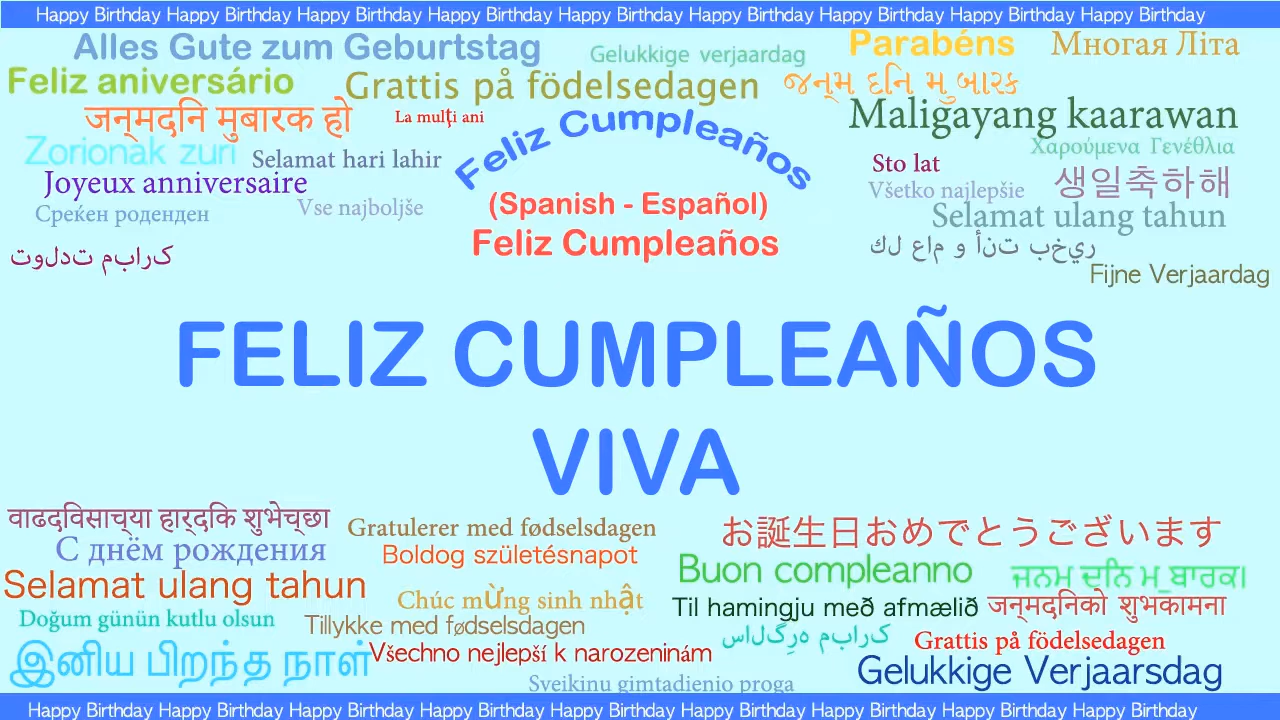 Happy Birthday Happy Birthday Happy Birthday Happy Birthday Happy Birthday Happy Birthday Happy Birthday Happy Birthday Happy Birthday
Alles Gute zum Geburtstag
Gelukkige verjaardag
Parabéns
Многая Літа
Feliz aniversário
Grattis på födelsedagen
જન્મ દિન મુબારક
जन्मदिन मुबारक हो
La mulţi ani
Feliz Cumpleaños
Maligayang kaarawan
Zorionak zuri
Selamat hari lahir
Χαρούμενα Γενέθλια
Sto lat
Joyeux anniversaire
Všetko najlepšie
생일축하해
Среќен роденден
Vse najboljše
(Spanish - Español)
Selamat ulang tahun
Feliz Cumpleaños
كل عام و أنت بخير
تولدت مبارک
Fijne Verjaardag
FELIZ CUMPLEAÑOS
VIVA
वाढदिवसाच्या हार्दिक शुभेच्छा
Gratulerer med fødselsdagen
お誕生日おめでとうございます
С днём рождения
Boldog születésnapot
Buon compleanno
ਜਨਮ ਦਿਨ ਮੁਬਾਰਕ।
Selamat ulang tahun
Chúc mừng sinh nhật
Til hamingju með afmælið
जन्मदिनको शुभकामना
Doğum günün kutlu olsun
Tillykke med fødselsdagen
سالگرہ مبارک
Grattis på födelsedagen
இனிய பிறந்த நாள்
Všechno nejlepší k narozeninám
Gelukkige Verjaarsdag
Sveikinu gimtadienio proga
Happy Birthday Happy Birthday Happy Birthday Happy Birthday Happy Birthday Happy Birthday Happy Birthday Happy Birthday Happy Birthday